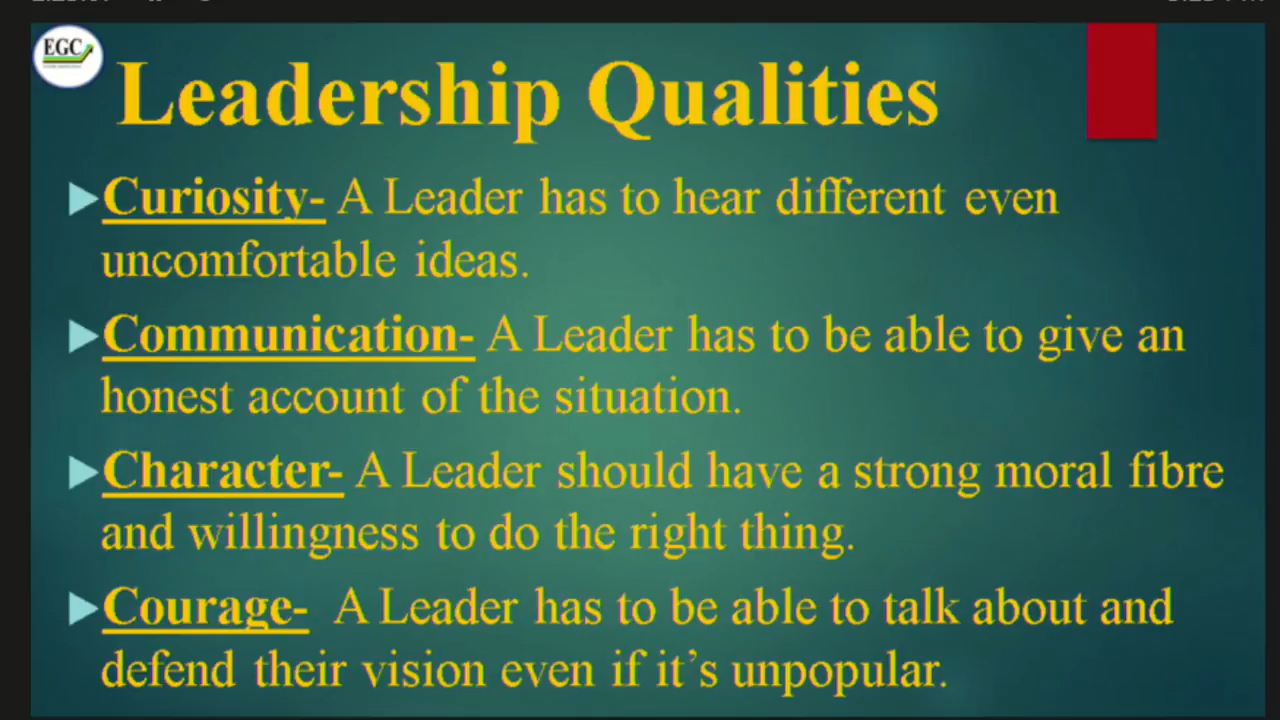 EGC
Leadership Qualities
Curiosity- A Leader has to hear different even
uncomfortable ideas.
Communication- A Leader has to be able to give an
honest account of the situation.
Character- A Leader should have a strong moral fibre
and willingness to do the right thing.
Courage- A Leader has to be able to talk about and
defend their vision even if it’s unpopular.